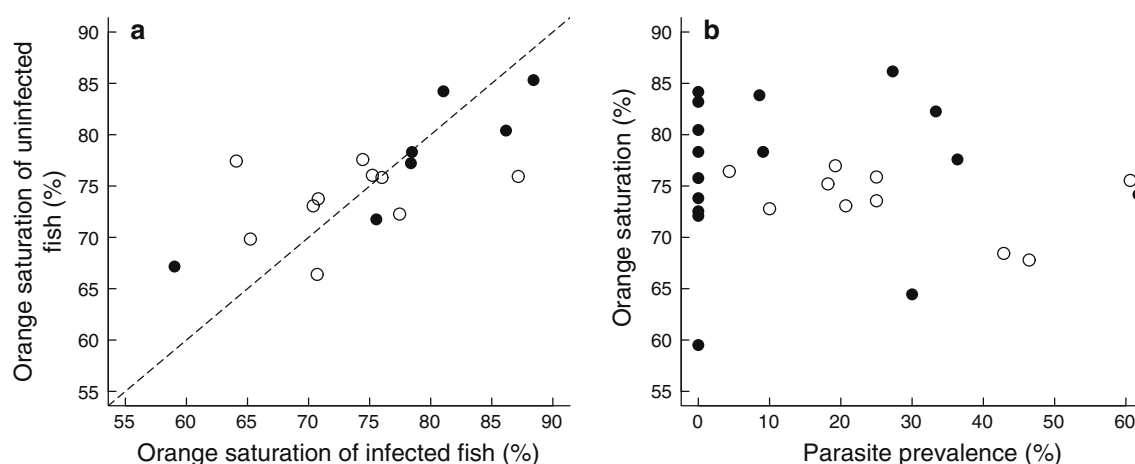 a
Orange saturation of uninfected
fish (%)
90
85
80
75
70
65
60
55
55 60 65 70 75 80 85 90
Orange saturation of infected fish (%)
b
Orange saturation (%)
90
85
80
75
70
65
60
55
0 10 20 30 40 50 60
Parasite prevalence (%)